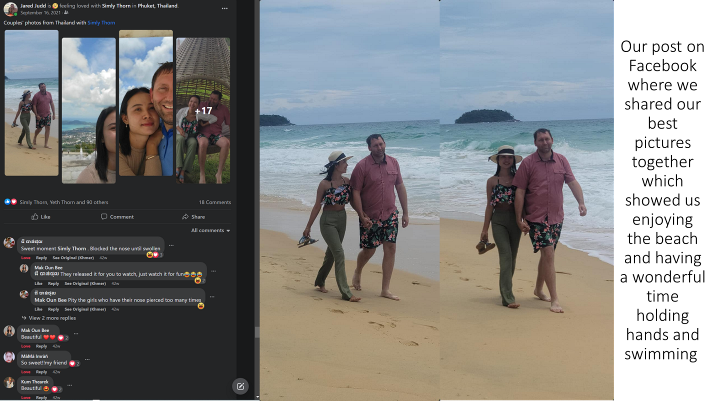 Jared Judd is feeling loved with Simly Thorn in Phuket, Thailand.
September 16, 2021
Couples' photos from Thailand with Simly Thorn
+17
Simly Thorn, Yeth Thorn and 90 others
18 Comments
Like
Comment
Share
All comments
Sweet moment Simly Thorn . Blocked the nose until swollen
Love Reply See Original (Khmer) 42w
Mak Oun Bee
They released it for you to watch, just watch it for fun
Like Reply See Original (Khmer) 42w
Mak Oun Bee Pity the girls who have their nose pierced too many times
Like Reply See Original (Khmer) 42w
View 2 more replies
Mak Oun Bee
Beautiful
Love Reply 42w
So sweet!my friend
Love Reply 42w
Kum Thearek
Beautiful
Love Reply 42w
Our post on
Facebook
where we
shared our
best
pictures
together
which
showed us
enjoying
the beach
and having
a wonderful
time
holding
hands and
swimming